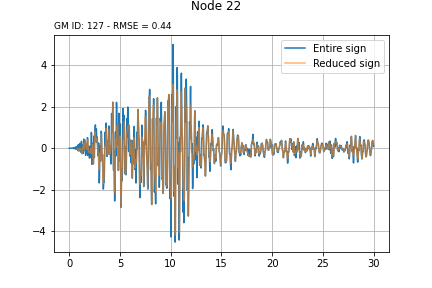 Node 22
GM ID: 127 - RMSE = 0.44
Entire sign
Reduced sign
4
2
0
−2
−4
0 5 10 15 20 25 30